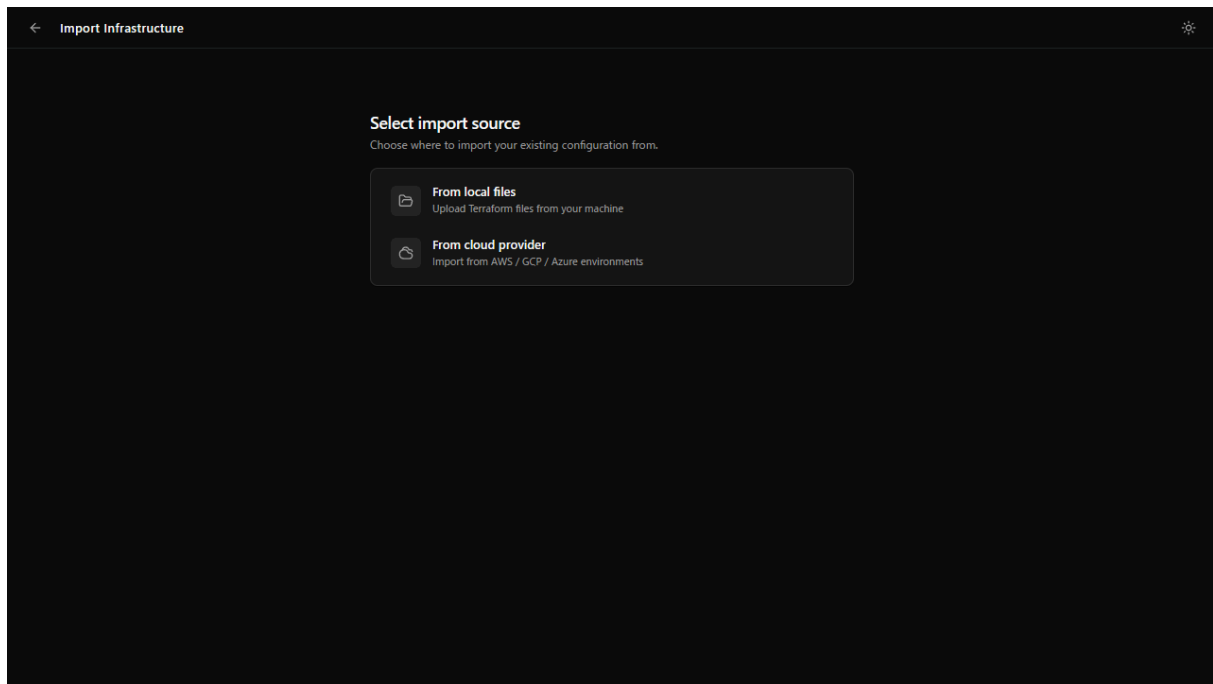 Import Infrastructure
Select import source
Choose where to import your existing configuration from.
From local files
Upload Terraform files from your machine
From cloud provider
Import from AWS / GCP / Azure environments